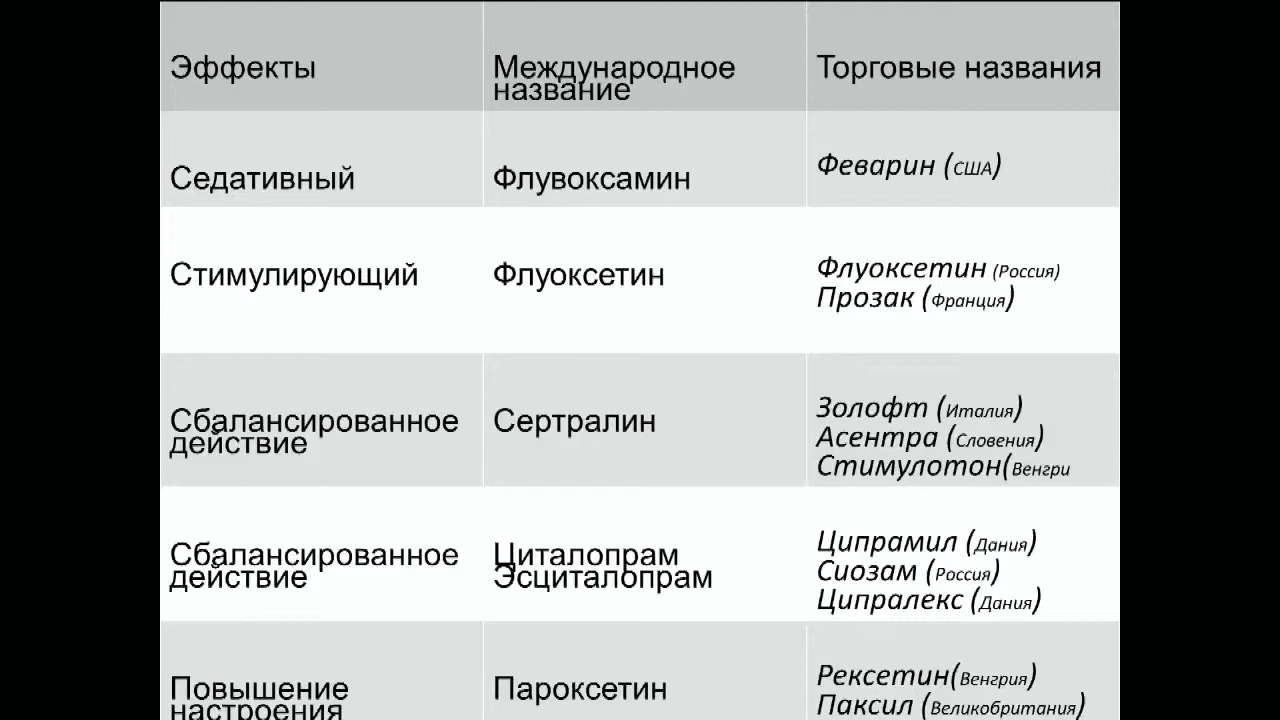 Эффекты
Международное
название
Торговые названия
Седативный
Флувоксамин
Феварин (США)
Стимулирующий
Флуоксетин
Флуоксетин (Россия)
Прозак (Франция)
Сбалансированное
действие
Сертралин
Золофт (Италия)
Асентра (Словения)
Стимулотон(Венгри
Сбалансированное
действие
Циталопрам
Эсциталопрам
Ципрамил (Дания)
Сиозам (Россия)
Ципралекс (Дания)
Повышение
настроения
Пароксетин
Рексетин(Венгрия)
Паксил (Великобритания)